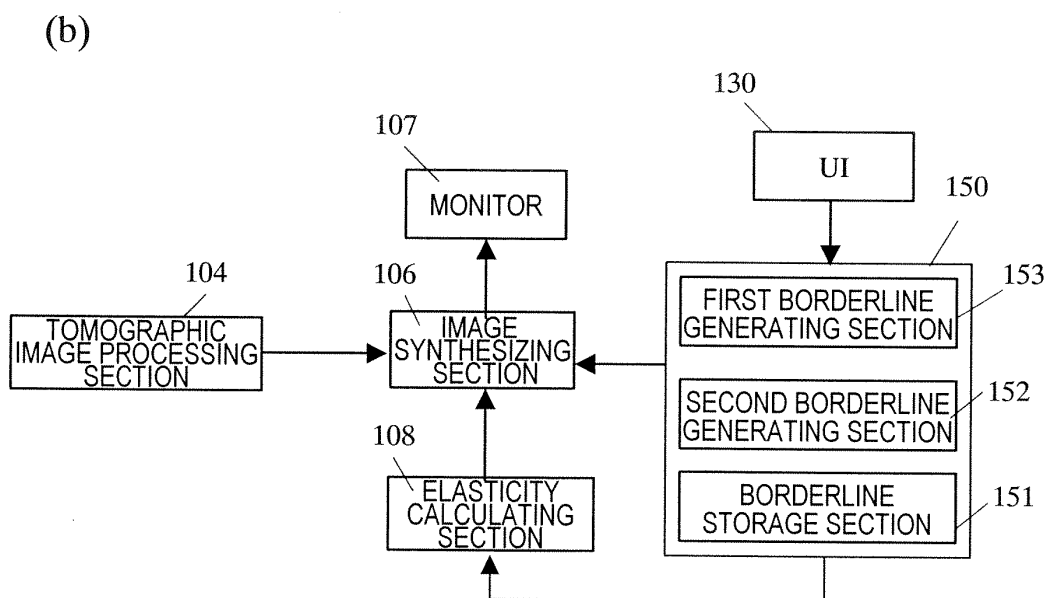 (b)
130
107
UI
MONITOR
150
104
106
153
TOMOGRAPHIC
IMAGE PROCESSING
SECTION
IMAGE
SYNTHESIZING
SECTION
FIRST BORDERLINE
GENERATING SECTION
152
SECOND BORDERLINE
GENERATING SECTION
108
ELASTICITY
CALCULATING
SECTION
BORDERLINE
STORAGE SECTION
151